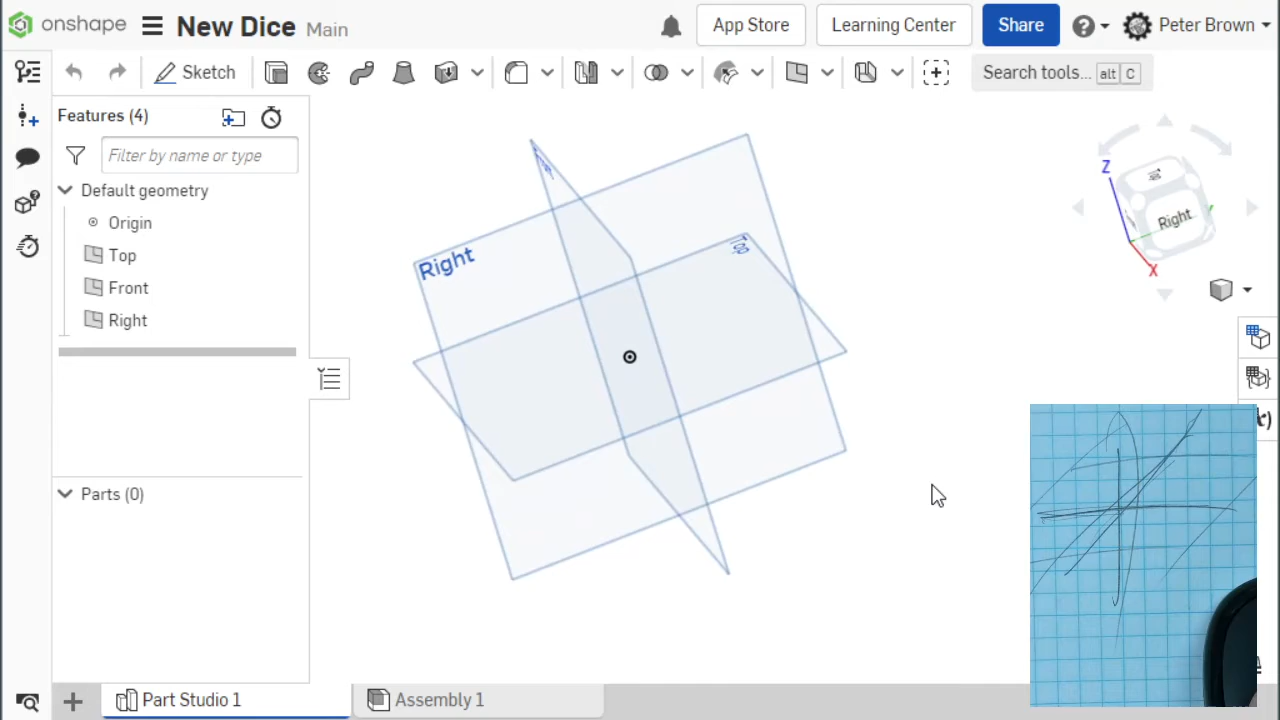 onshape New Dice Main App Store Learning Center Share Peter Brown
Sketch Search tools... alt C
Features (4)
Filter by name or type
Default geometry
Origin
Top
Front
Right
Parts (0)
Right
Z
Right
X
Part Studio 1 Assembly 1